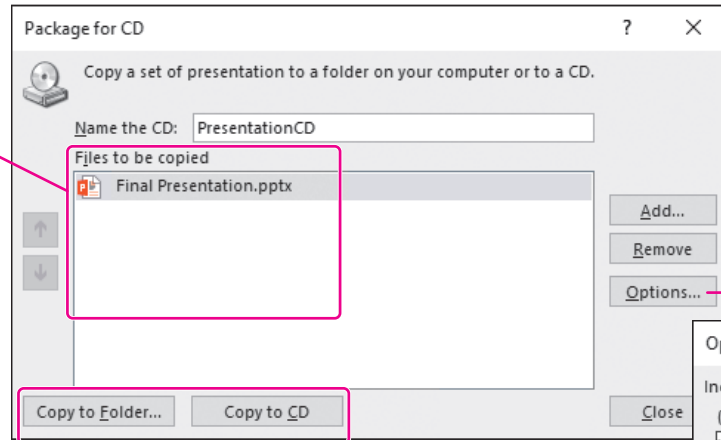 Package for CD ?
Copy a set of presentation to a folder on your computer or to a CD.
Name the CD: PresentationCD
Files to be copied
Final Presentation.pptx
Add...
Remove
Options...
Copy to Folder... Copy to CD Close